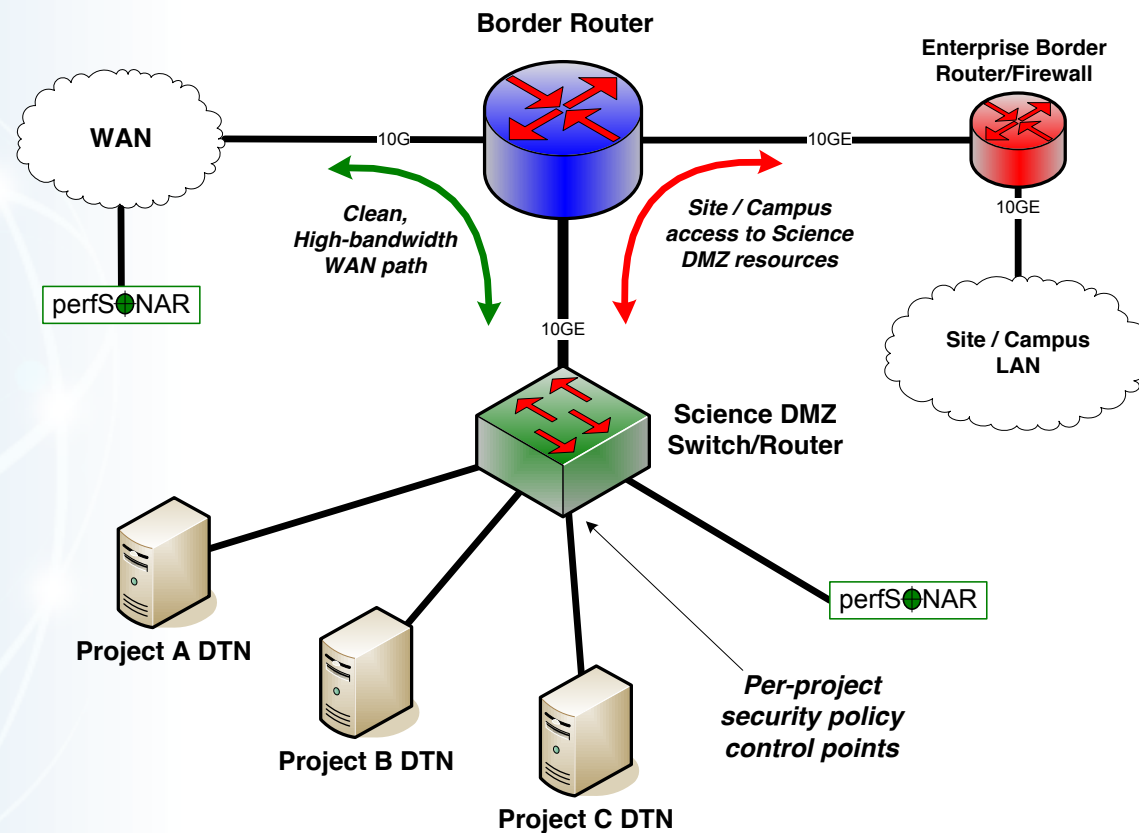 Border Router
Enterprise Border
Router/Firewall
WAN
10G
10GE
10GE
Clean,
High-bandwidth
WAN path
Site / Campus
access to Science
DMZ resources
perfSONAR
10GE
Site / Campus
LAN
Science DMZ
Switch/Router
perfSONAR
Project A DTN
Per-project
security policy
control points
Project B DTN
Project C DTN